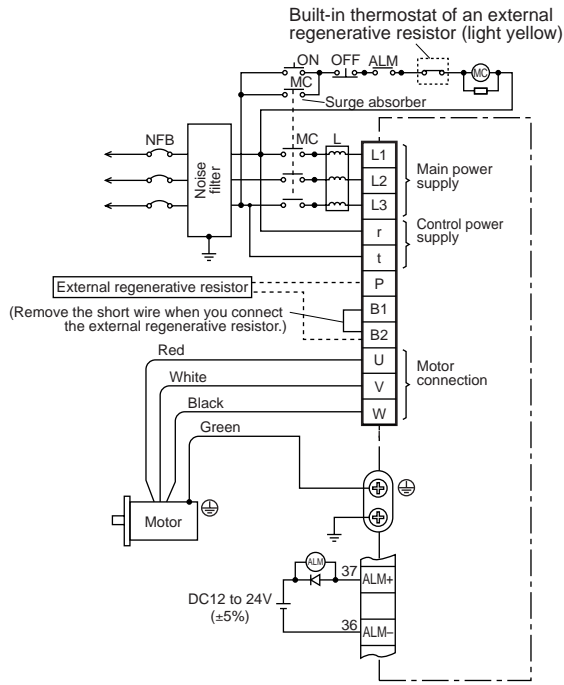 Built-in thermostat of an external
regenerative resistor (light yellow)
ON OFF ALM
MC
MC
Surge absorber
NFB
MC L
Noise
filter
L1
L2
L3
Main power
supply
r
t
Control power
supply
P
External regenerative resistor
B1
(Remove the short wire when you connect
the external regenerative resistor.)
B2
Red
U
White
V
Motor
connection
Black
W
Green
Motor
ALM
37
ALM+
DC12 to 24V
(±5%)
36
ALM–